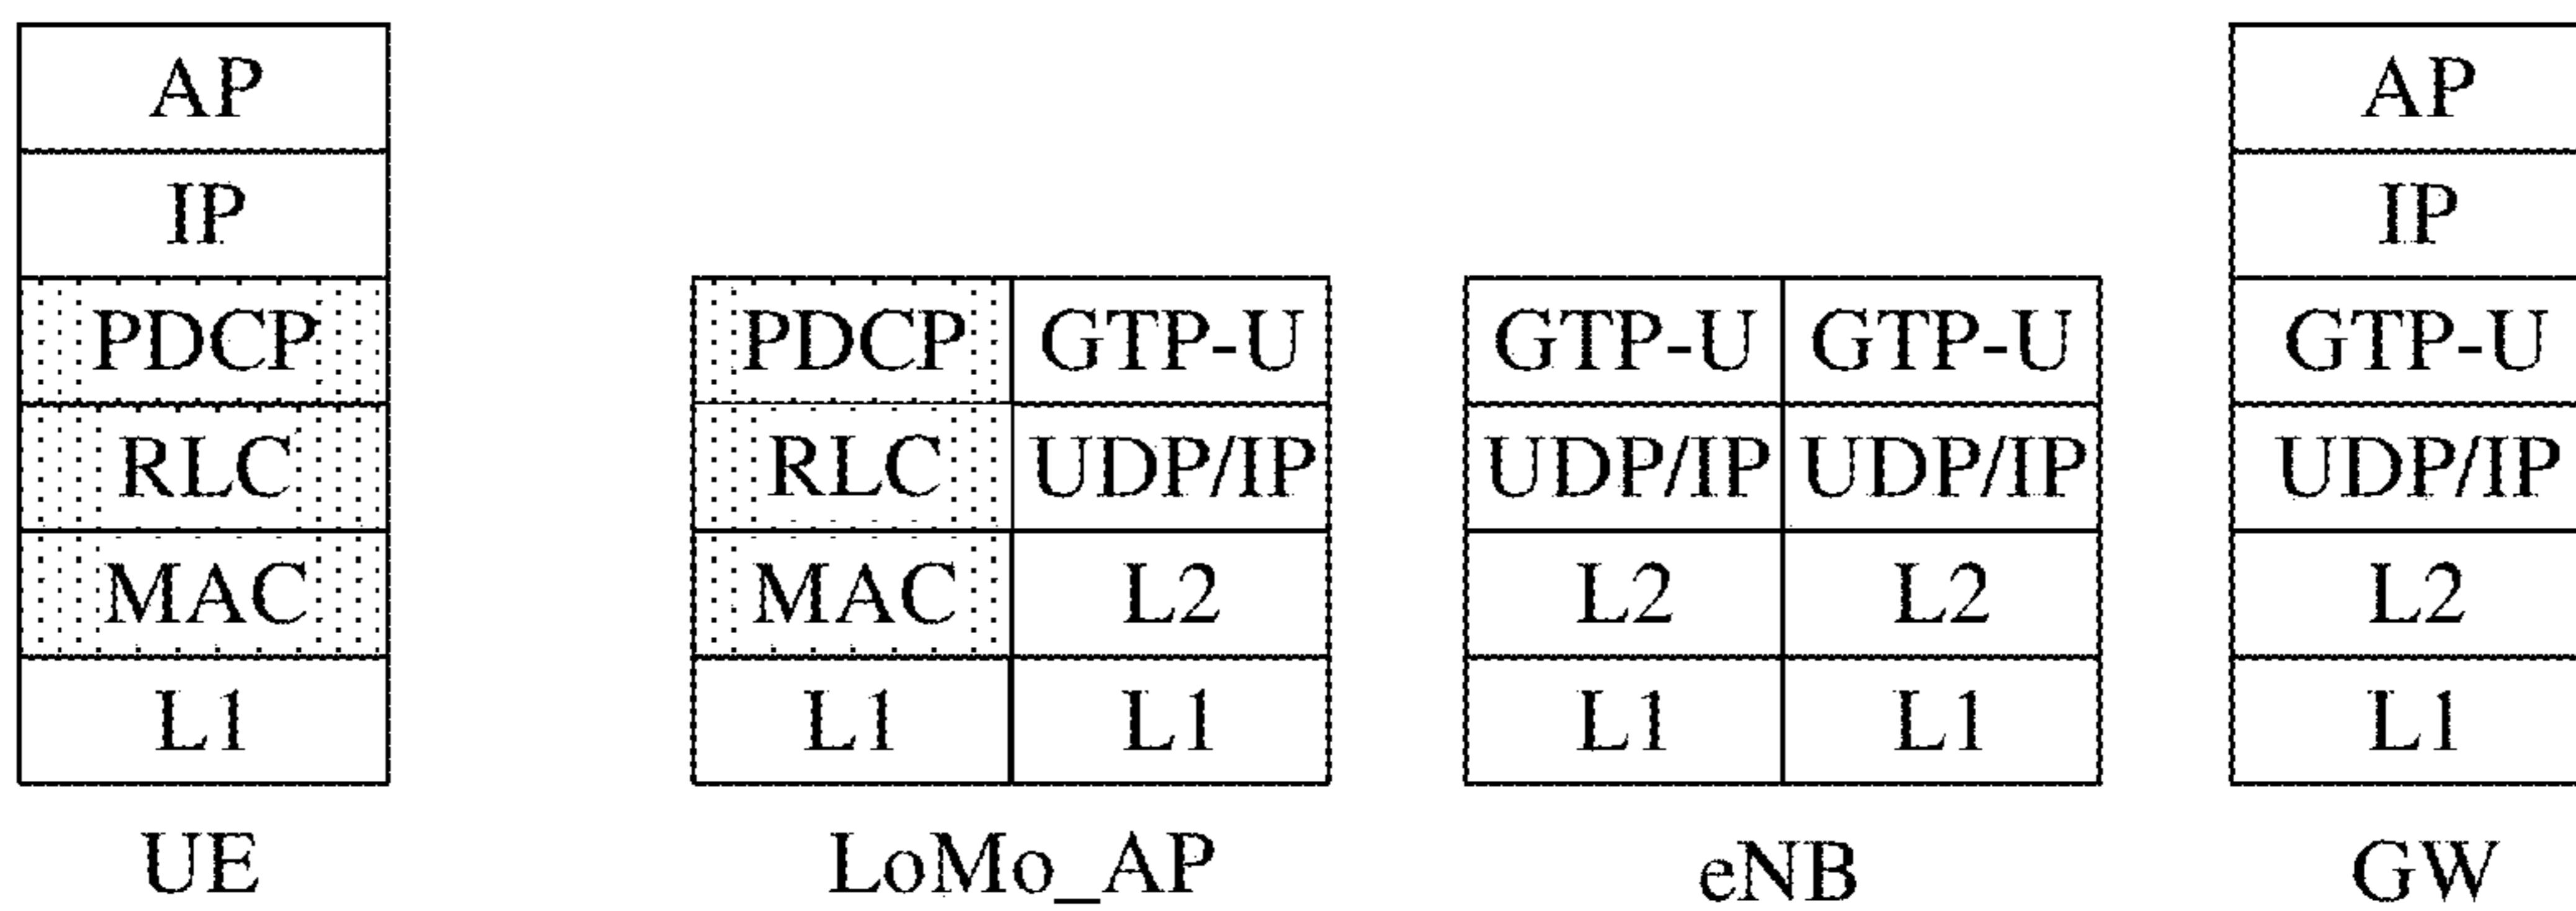 AP
IP
PDCP
RLC
MAC
L1
UE
PDCP GTP-U
RLC UDP/IP
MAC L2
L1 L1
LoMo_AP
GTP-U GTP-U
UDP/IP UDP/IP
L2 L2
L1 L1
eNB
AP
IP
GTP-U
UDP/IP
L2
L1
GW